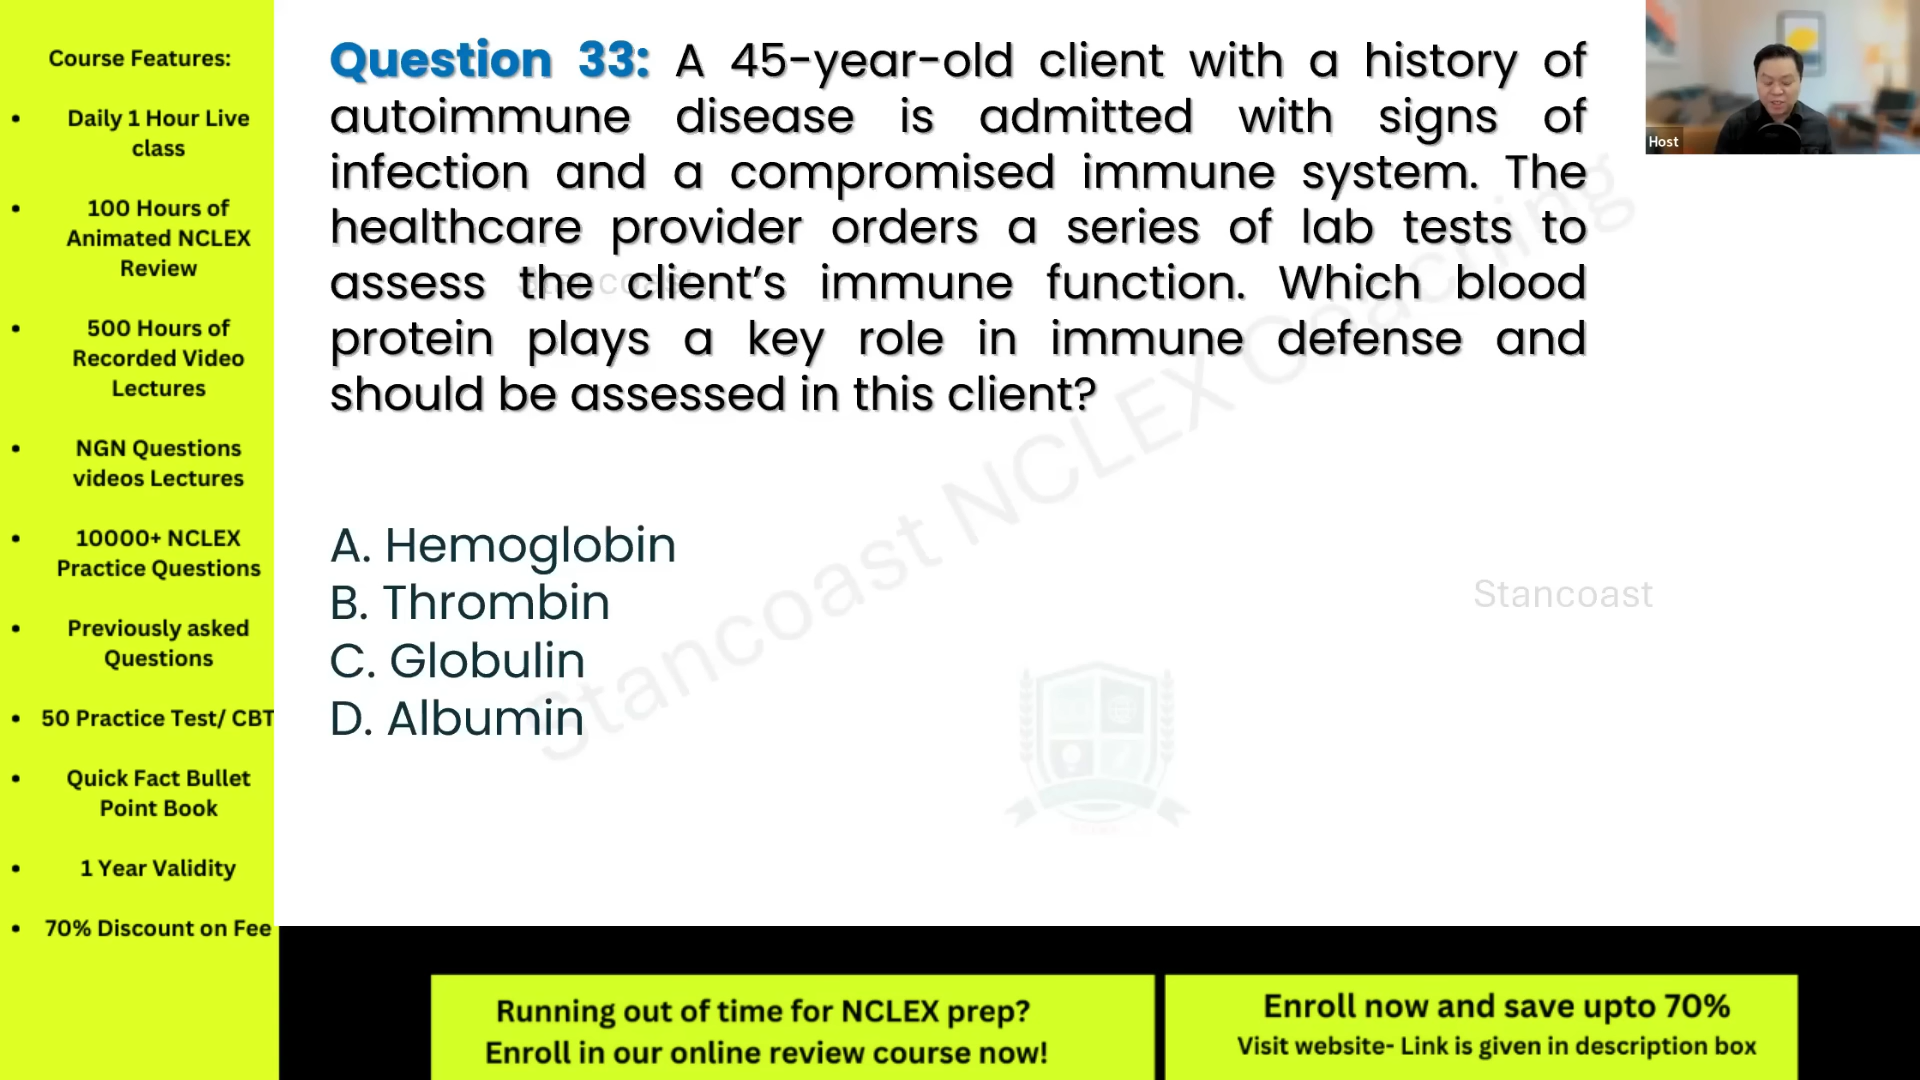 Course Features:
• Daily 1 Hour Live
class
• 100 Hours of
Animated NCLEX
Review
• 500 Hours of
Recorded Video
Lectures
• NGN Questions
videos Lectures
• 10000+ NCLEX
Practice Questions
• Previously asked
Questions
• 50 Practice Test/ CBT
• Quick Fact Bullet
Point Book
• 1 Year Validity
• 70% Discount on Fee
Question 33: A 45-year-old client with a history of
autoimmune disease is admitted with signs of
infection and a compromised immune system. The
healthcare provider orders a series of lab tests to
assess the client’s immune function. Which blood
protein plays a key role in immune defense and
should be assessed in this client?
A. Hemoglobin
B. Thrombin
C. Globulin
D. Albumin
Stancoast NCLEX Coaching
Stancoast
Stancoast
Host
Running out of time for NCLEX prep?
Enroll in our online review course now!
Enroll now and save upto 70%
Visit website- Link is given in description box